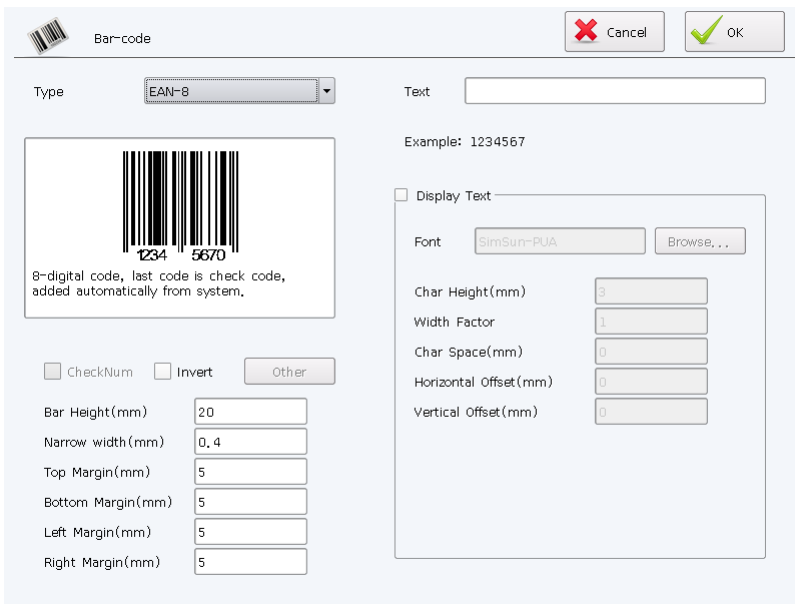 Bar-code
Cancel
OK
Type
EAN-8
Text
Example: 1234567
1234 5670
8-digital code, last code is check code,
added automatically from system.
Display Text
Font
SimSun-PUA
Browse...
Char Height(mm) 3
Width Factor 1
Char Space(mm) 0
Horizontal Offset(mm) 0
Vertical Offset(mm) 0
CheckNum
Invert
Other
Bar Height(mm) 20
Narrow width(mm) 0.4
Top Margin(mm) 5
Bottom Margin(mm) 5
Left Margin(mm) 5
Right Margin(mm) 5